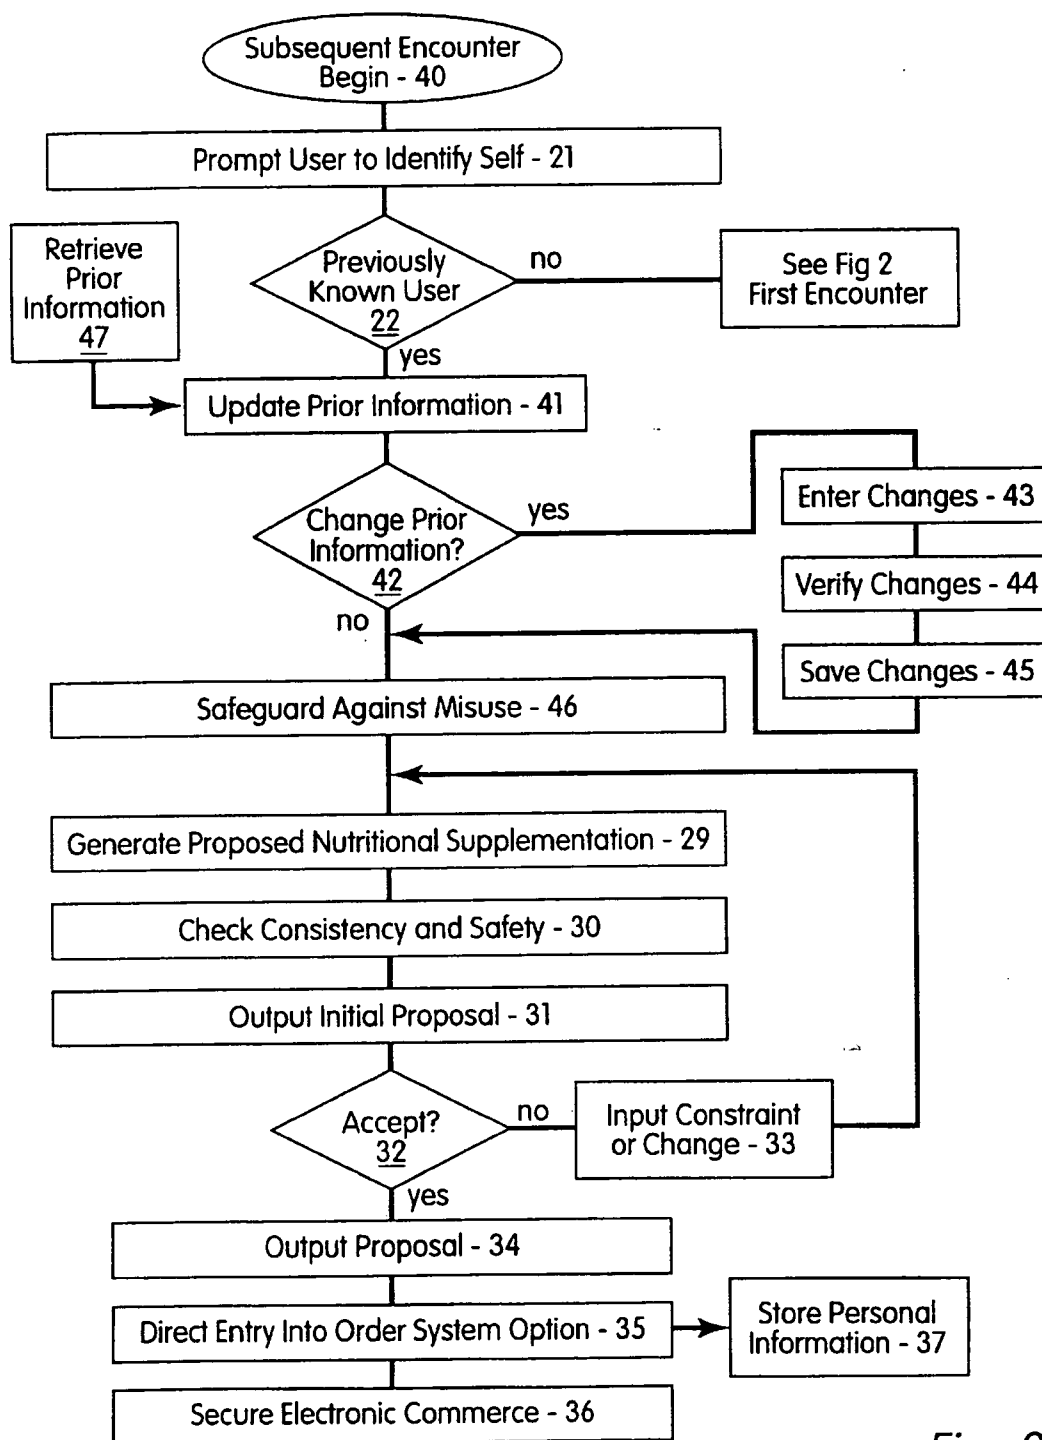 Subsequent Encounter
Begin - 40
Prompt User to Identify Self - 21
Retrieve
Prior
Information
47
Previously
Known User
22
no
See Fig 2
First Encounter
yes
Update Prior Information - 41
Change Prior
Information?
42
yes
Enter Changes - 43
Verify Changes - 44
Save Changes - 45
no
Safeguard Against Misuse - 46
Generate Proposed Nutritional Supplementation - 29
Check Consistency and Safety - 30
Output Initial Proposal - 31
Accept?
32
no
Input Constraint
or Change - 33
yes
Output Proposal - 34
Direct Entry Into Order System Option - 35
Store Personal
Information - 37
Secure Electronic Commerce - 36